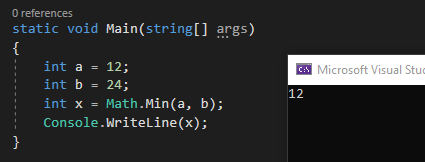 0 references
static void Main(string[] args)
{
    int a = 12;
    int b = 24;
    int x = Math.Min(a, b);
    Console.WriteLine(x);
}
Microsoft Visual Stu
12